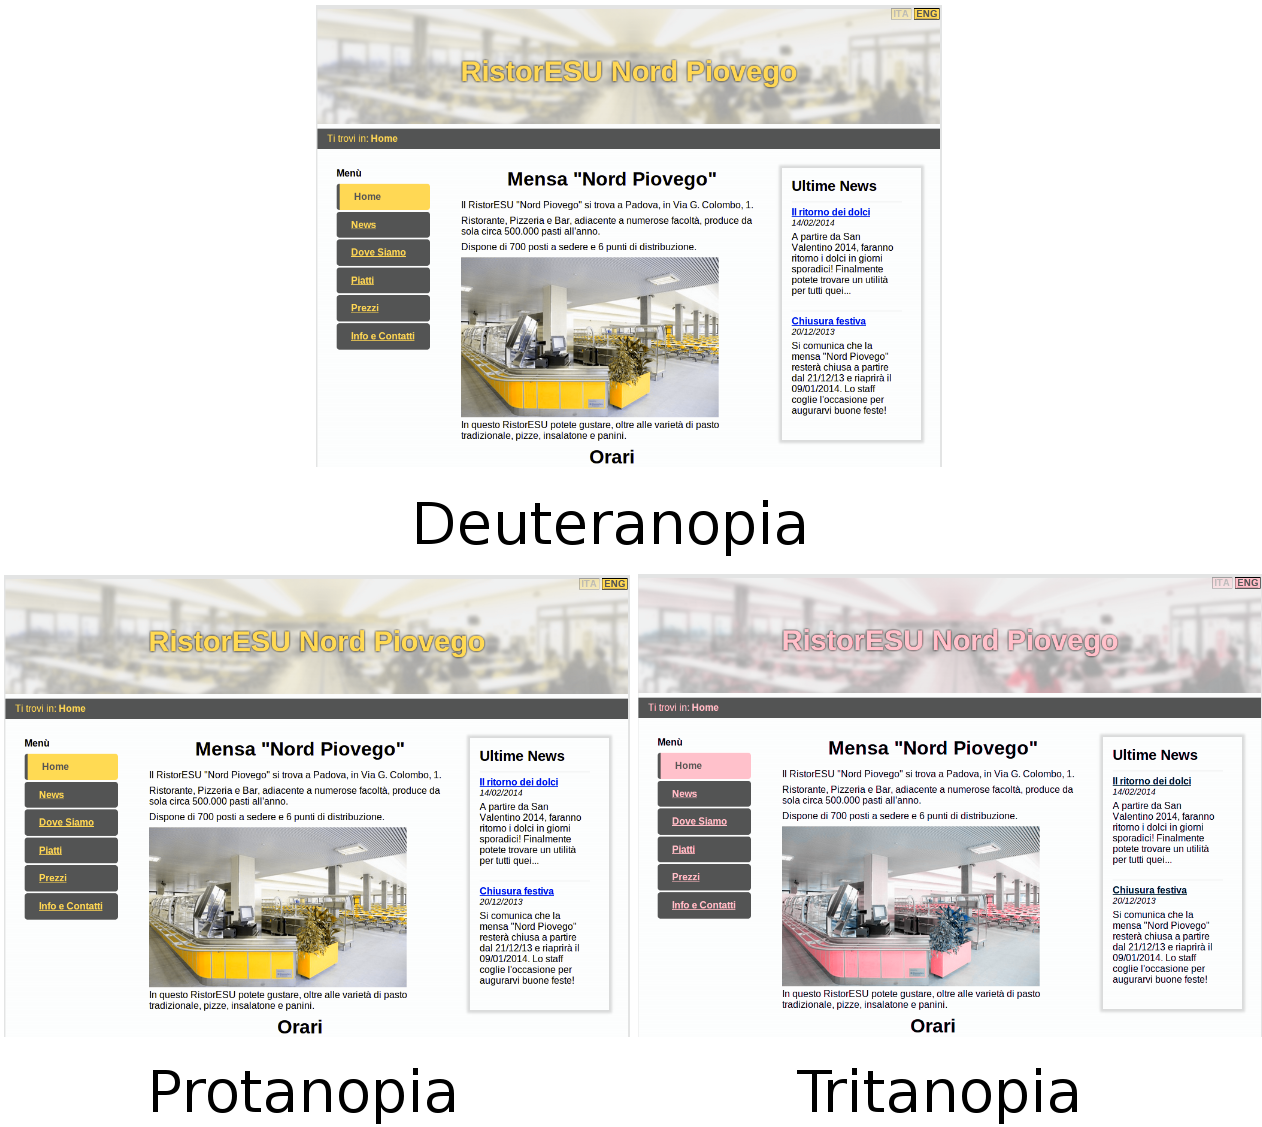 ITA ENG
RistorESU Nord Piovego
Ti trovi in: Home
Menù
Home
News
Dove Siamo
Piatti
Prezzi
Info e Contatti
Mensa "Nord Piovego"
Il RistorESU "Nord Piovego" si trova a Padova, in Via G. Colombo, 1.
Ristorante, Pizzeria e Bar, adiacente a numerose facoltà, produce da
sola circa 500.000 pasti all'anno.
Dispone di 700 posti a sedere e 6 punti di distribuzione.
In questo RistorESU potete gustare, oltre alle varietà di pasto
tradizionale, pizze, insalatone e panini.
Orari
Ultime News
Il ritorno dei dolci
14/02/2014
A partire da San
Valentino 2014, faranno
ritorno i dolci in giorni
sporadici! Finalmente
potete trovare un utilità
per tutti quei...
Chiusura festiva
20/12/2013
Si comunica che la
mensa "Nord Piovego"
resterà chiusa a partire
dal 21/12/13 e riaprirà il
09/01/2014. Lo staff
coglie l'occasione per
augurarvi buone feste!
Deuteranopia
ITA ENG
RistorESU Nord Piovego
Ti trovi in: Home
Menù
Home
News
Dove Siamo
Piatti
Prezzi
Info e Contatti
Mensa "Nord Piovego"
Il RistorESU "Nord Piovego" si trova a Padova, in Via G. Colombo, 1.
Ristorante, Pizzeria e Bar, adiacente a numerose facoltà, produce da
sola circa 500.000 pasti all'anno.
Dispone di 700 posti a sedere e 6 punti di distribuzione.
In questo RistorESU potete gustare, oltre alle varietà di pasto
tradizionale, pizze, insalatone e panini.
Orari
Ultime News
Il ritorno dei dolci
14/02/2014
A partire da San
Valentino 2014, faranno
ritorno i dolci in giorni
sporadici! Finalmente
potete trovare un utilità
per tutti quei...
Chiusura festiva
20/12/2013
Si comunica che la
mensa "Nord Piovego"
resterà chiusa a partire
dal 21/12/13 e riaprirà il
09/01/2014. Lo staff
coglie l'occasione per
augurarvi buone feste!
Protanopia
ITA ENG
RistorESU Nord Piovego
Ti trovi in: Home
Menù
Home
News
Dove Siamo
Piatti
Prezzi
Info e Contatti
Mensa "Nord Piovego"
Il RistorESU "Nord Piovego" si trova a Padova, in Via G. Colombo, 1.
Ristorante, Pizzeria e Bar, adiacente a numerose facoltà, produce da
sola circa 500.000 pasti all'anno.
Dispone di 700 posti a sedere e 6 punti di distribuzione.
In questo RistorESU potete gustare, oltre alle varietà di pasto
tradizionale, pizze, insalatone e panini.
Orari
Ultime News
Il ritorno dei dolci
14/02/2014
A partire da San
Valentino 2014, faranno
ritorno i dolci in giorni
sporadici! Finalmente
potete trovare un utilità
per tutti quei...
Chiusura festiva
20/12/2013
Si comunica che la
mensa "Nord Piovego"
resterà chiusa a partire
dal 21/12/13 e riaprirà il
09/01/2014. Lo staff
coglie l'occasione per
augurarvi buone feste!
Tritanopia